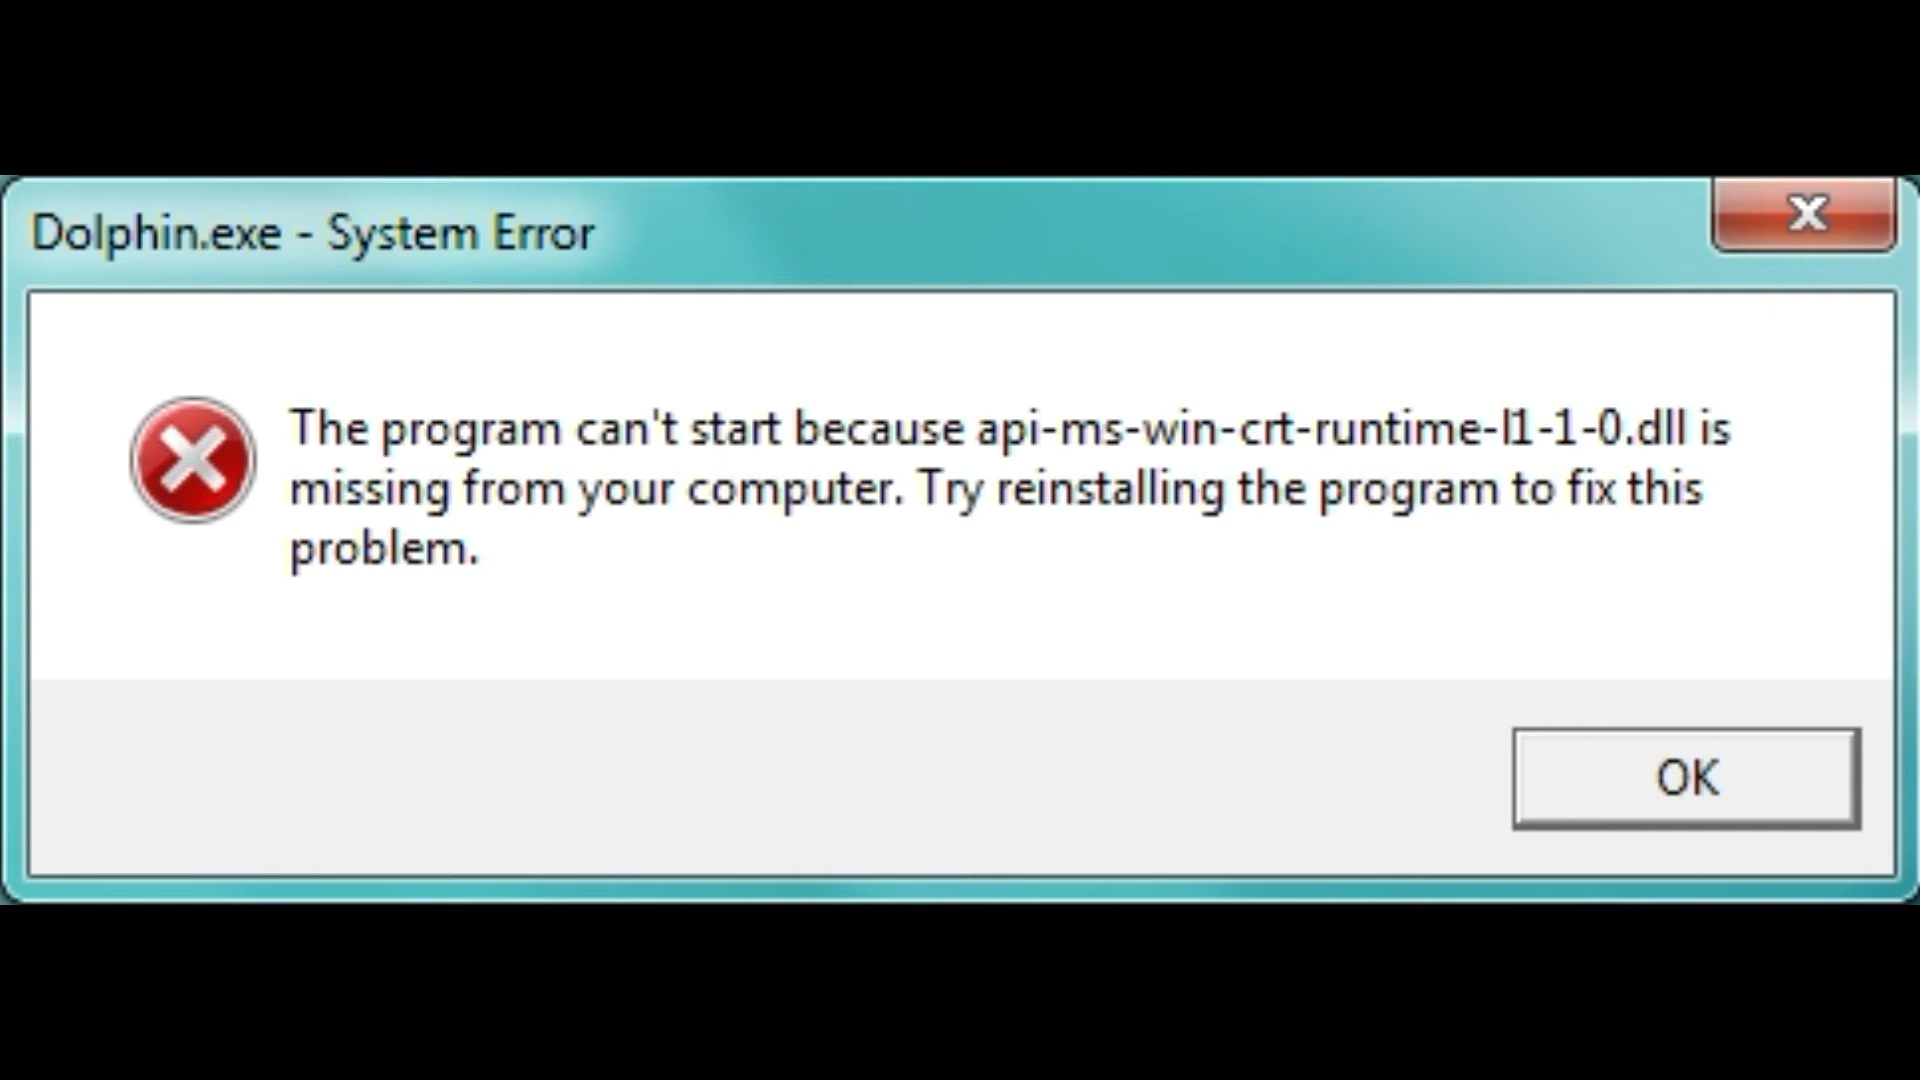 Dolphin.exe - System Error
The program can't start because api-ms-win-crt-runtime-l1-1-0.dll is
missing from your computer. Try reinstalling the program to fix this
problem.
OK